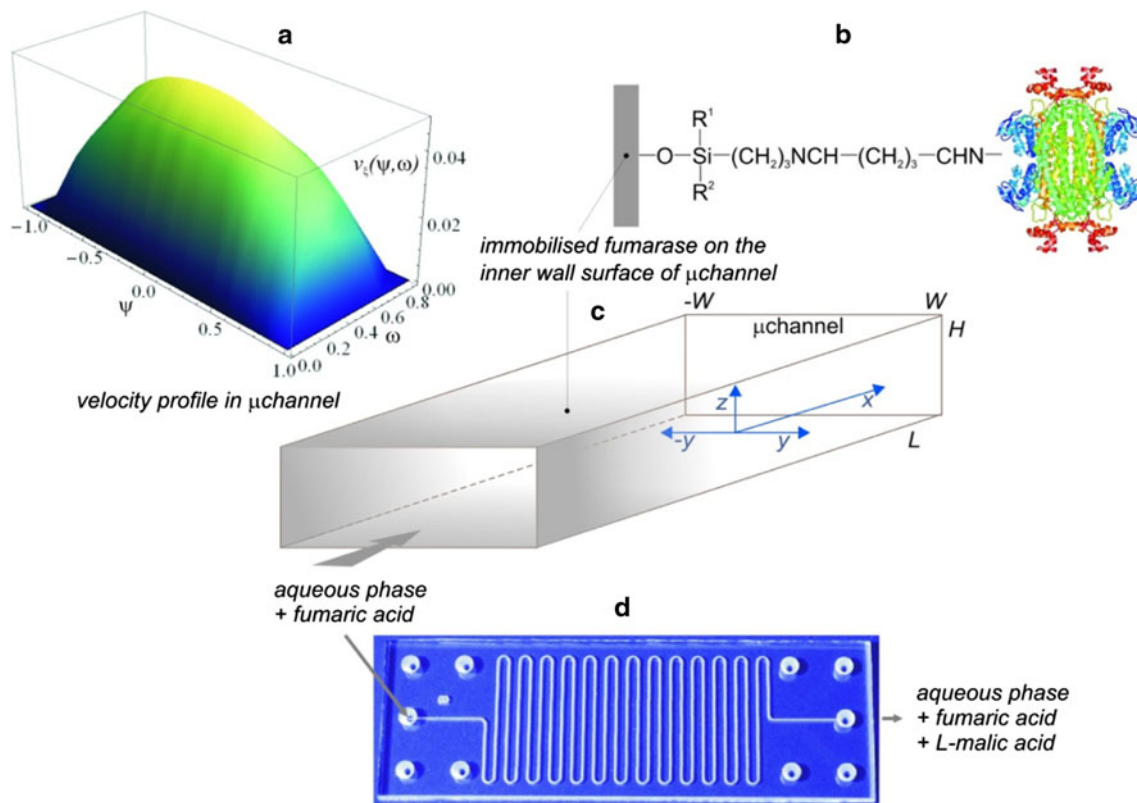 a
v_ξ(ψ,ω)
0.04
0.02
0.00
−1.0
−0.5
0.0
0.5
1.0
ψ
0.0
0.2
0.4
0.6
0.8
ω
velocity profile in μchannel
b
R¹
O—Si—(CH₂)₃NCH—(CH₂)₃—CHN—
R²
immobilised fumarase on the
inner wall surface of μchannel
c
-W
W
μchannel
H
z
x
-y
y
L
aqueous phase
+ fumaric acid
d
aqueous phase
+ fumaric acid
+ L-malic acid